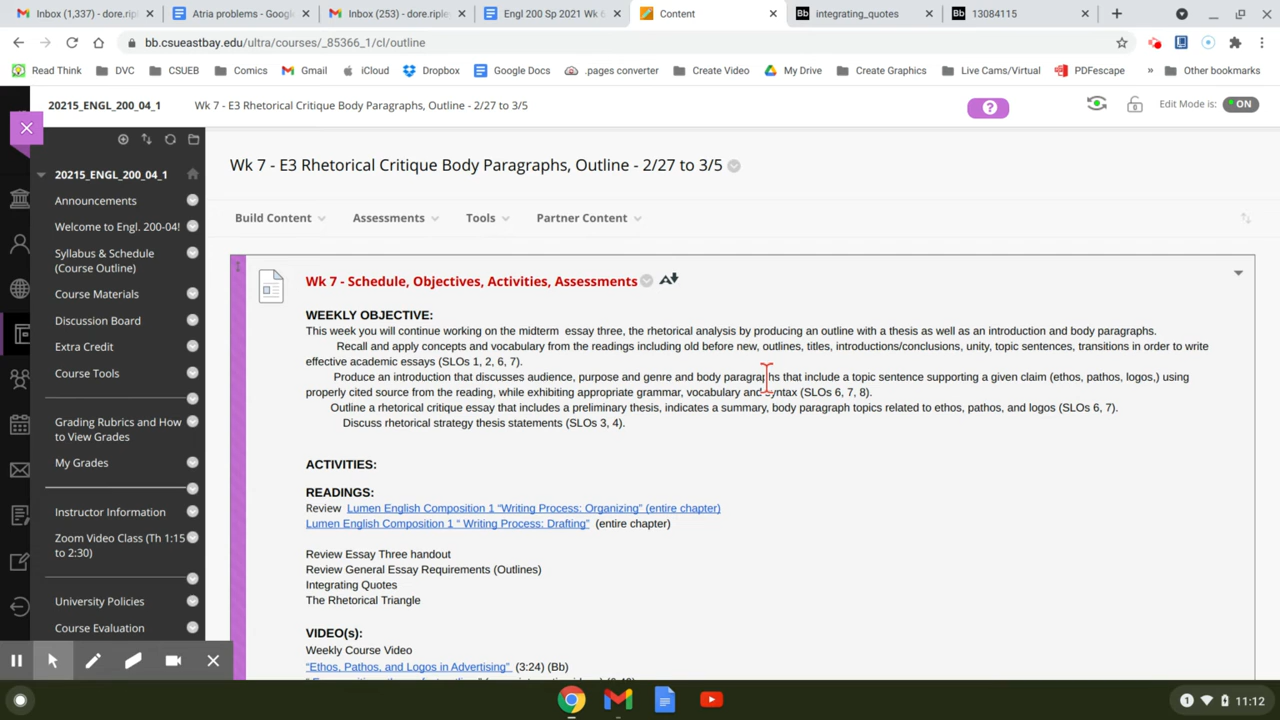 Inbox (1,337) - dore.riple
Atria problems - Google
Inbox (253) - dore.ripley
Engl 200 Sp 2021 Wk 6
Content
integrating_quotes
13084115
bb.csueastbay.edu/ultra/courses/_85366_1/cl/outline
Read Think
DVC
CSUEB
Comics
Gmail
iCloud
Dropbox
Google Docs
.pages converter
Create Video
My Drive
Create Graphics
Live Cams/Virtual
PDFescape
»
Other bookmarks
20215_ENGL_200_04_1
Wk 7 - E3 Rhetorical Critique Body Paragraphs, Outline - 2/27 to 3/5
?
Edit Mode is:
ON
20215_ENGL_200_04_1
Announcements
Welcome to Engl. 200-04!
Syllabus & Schedule
(Course Outline)
Course Materials
Discussion Board
Extra Credit
Course Tools
Grading Rubrics and How
to View Grades
My Grades
Instructor Information
Zoom Video Class (Th 1:15
to 2:30)
University Policies
Course Evaluation
Wk 7 - E3 Rhetorical Critique Body Paragraphs, Outline - 2/27 to 3/5
Build Content
Assessments
Tools
Partner Content
Wk 7 - Schedule, Objectives, Activities, Assessments
WEEKLY OBJECTIVE:
This week you will continue working on the midterm essay three, the rhetorical analysis by producing an outline with a thesis as well as an introduction and body paragraphs.
Recall and apply concepts and vocabulary from the readings including old before new, outlines, titles, introductions/conclusions, unity, topic sentences, transitions in order to write
effective academic essays (SLOs 1, 2, 6, 7).
Produce an introduction that discusses audience, purpose and genre and body paragraphs that include a topic sentence supporting a given claim (ethos, pathos, logos,) using
properly cited source from the reading, while exhibiting appropriate grammar, vocabulary and syntax (SLOs 6, 7, 8).
Outline a rhetorical critique essay that includes a preliminary thesis, indicates a summary, body paragraph topics related to ethos, pathos, and logos (SLOs 6, 7).
Discuss rhetorical strategy thesis statements (SLOs 3, 4).
ACTIVITIES:
READINGS:
Review Lumen English Composition 1 "Writing Process: Organizing" (entire chapter)
Lumen English Composition 1 " Writing Process: Drafting" (entire chapter)
Review Essay Three handout
Review General Essay Requirements (Outlines)
Integrating Quotes
The Rhetorical Triangle
VIDEO(s):
Weekly Course Video
"Ethos, Pathos, and Logos in Advertising" (3:24) (Bb)
1
11:12